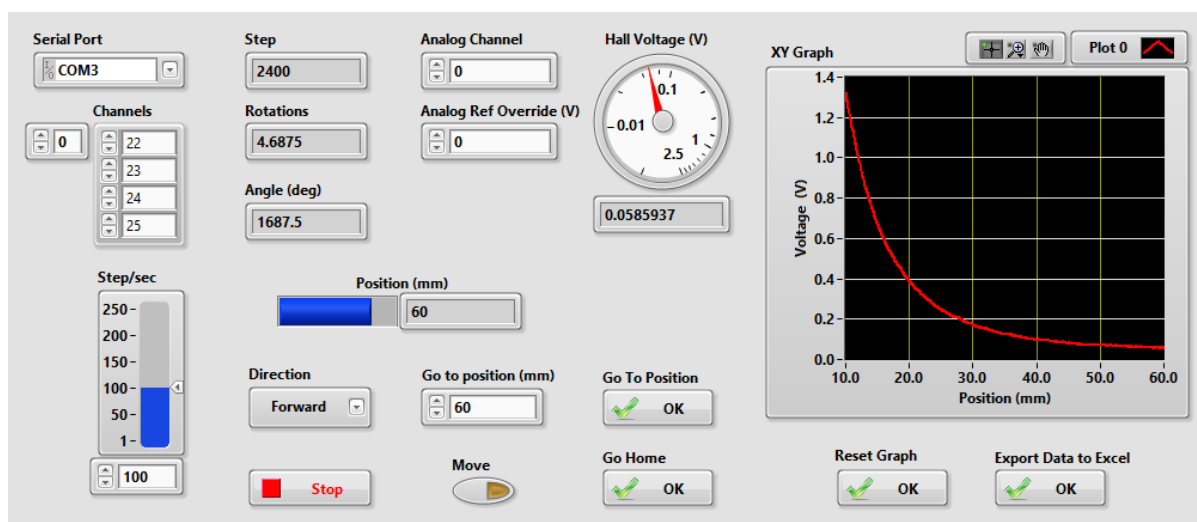 Serial Port
COM3
Channels
0
22
23
24
25
Step
2400
Rotations
4.6875
Angle (deg)
1687.5
Analog Channel
0
Analog Ref Override (V)
0
Hall Voltage (V)
-0.01
0.1
1
2.5
0.0585937
Step/sec
250
200
150
100
50
1
100
Position (mm)
60
Direction
Forward
Go to position (mm)
60
Go To Position
OK
Stop
Move
Go Home
OK
XY Graph
Plot 0
Voltage (V)
1.4
1.2
1.0
0.8
0.6
0.4
0.2
0.0
10.0 20.0 30.0 40.0 50.0 60.0
Position (mm)
Reset Graph
OK
Export Data to Excel
OK